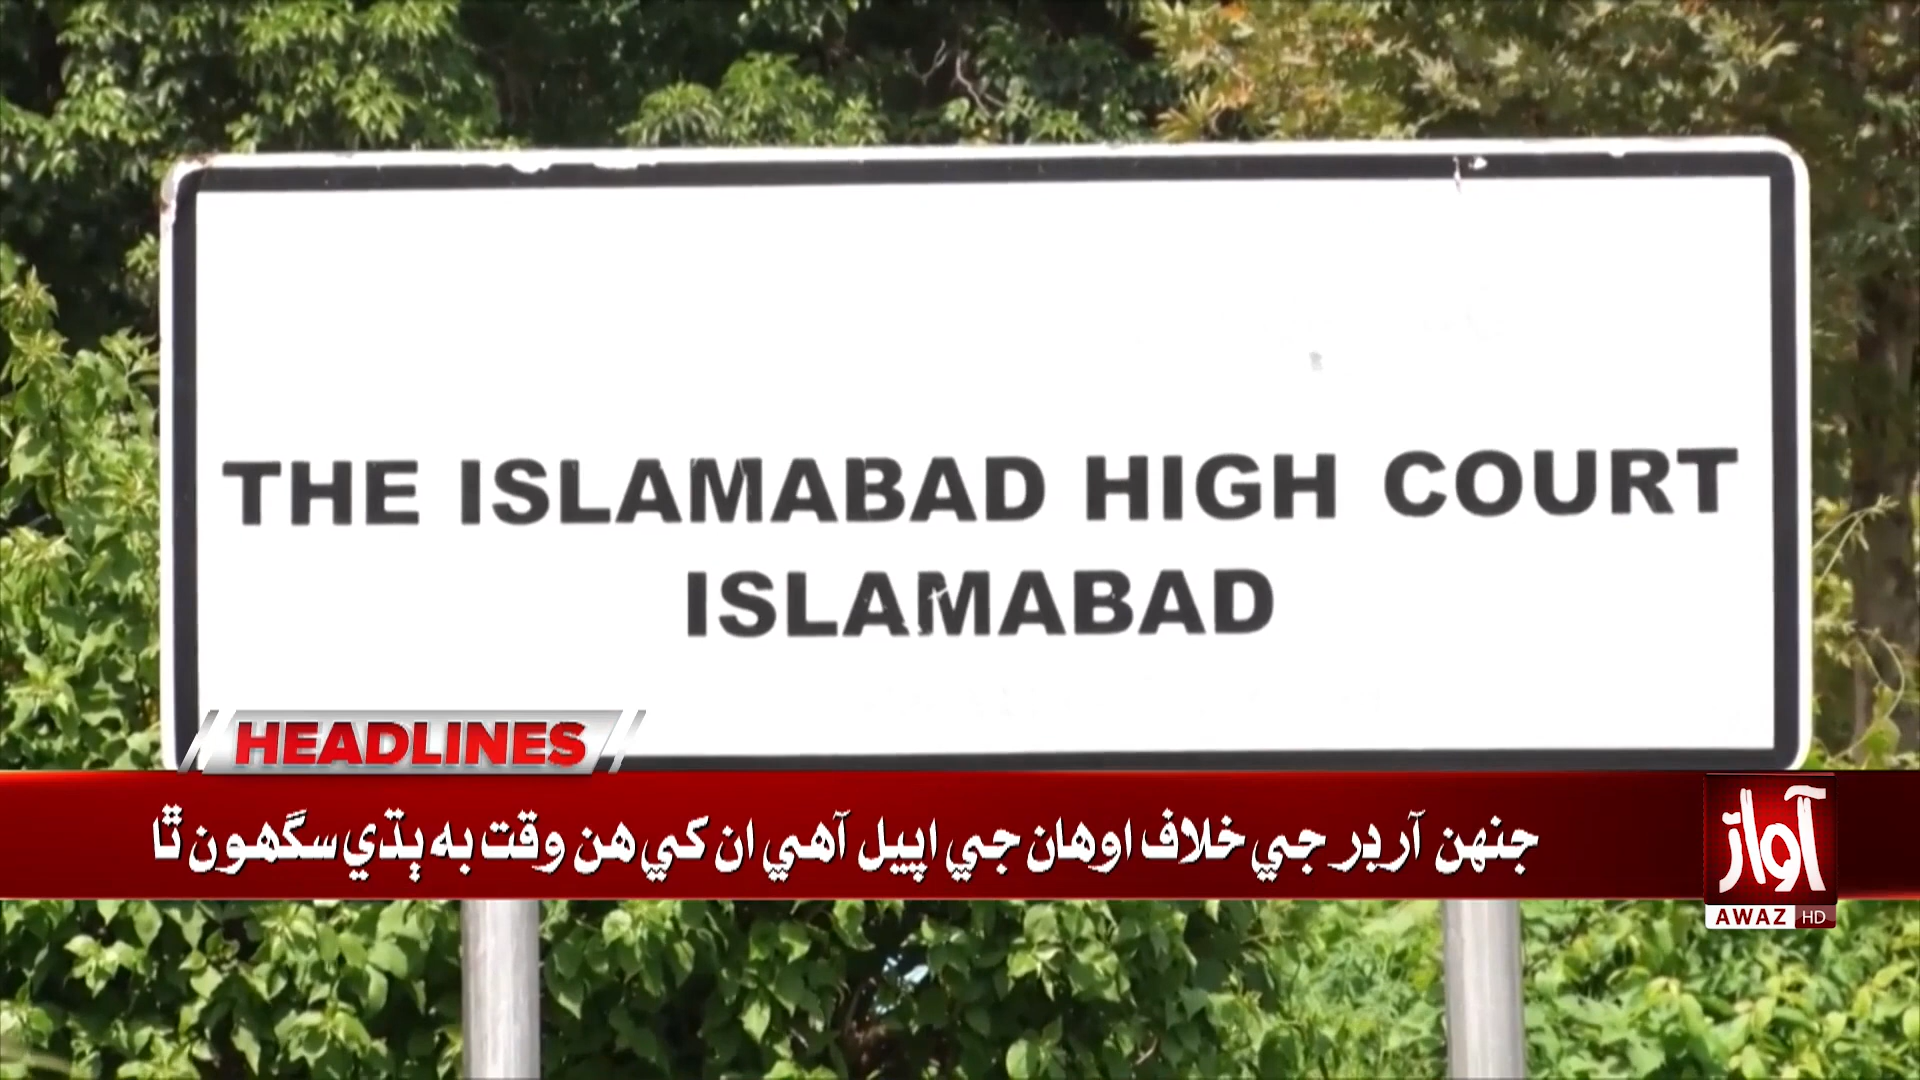 THE ISLAMABAD HIGH COURT
ISLAMABAD
HEADLINES
جنهن آرڊر جي خلاف اوهان جي اپيل آهي ان کي هن وقت به ٻڌي سگهون ٿا
آواز
AWAZ HD